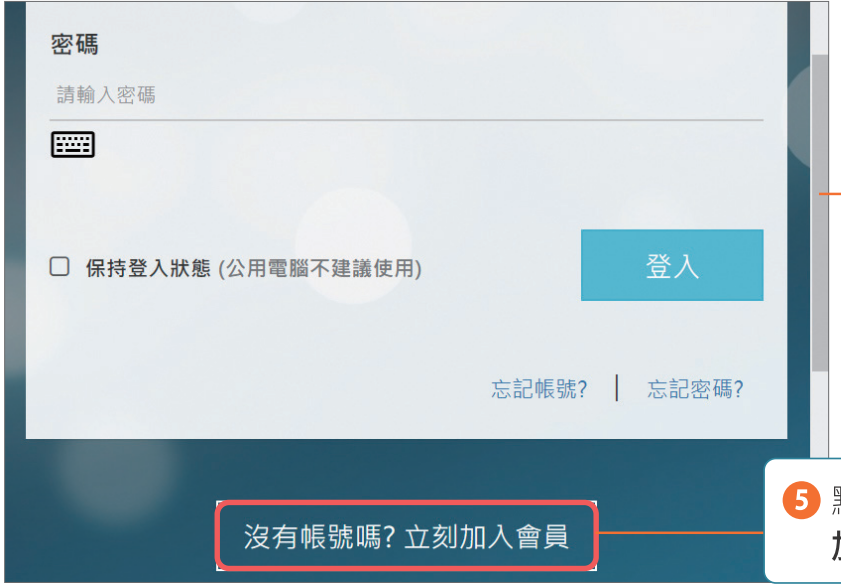 密碼
請輸入密碼
保持登入狀態 (公用電腦不建議使用)
登入
忘記帳號? | 忘記密碼?
沒有帳號嗎? 立刻加入會員
5